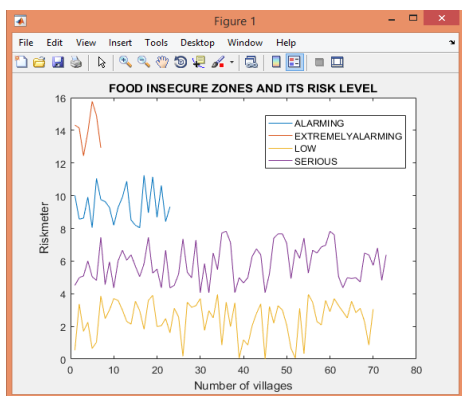 Figure 1
File Edit View Insert Tools Desktop Window Help
FOOD INSECURE ZONES AND ITS RISK LEVEL
ALARMING
EXTREMELYALARMING
LOW
SERIOUS
Riskmeter
16
14
12
10
8
6
4
2
0
0 10 20 30 40 50 60 70 80
Number of villages